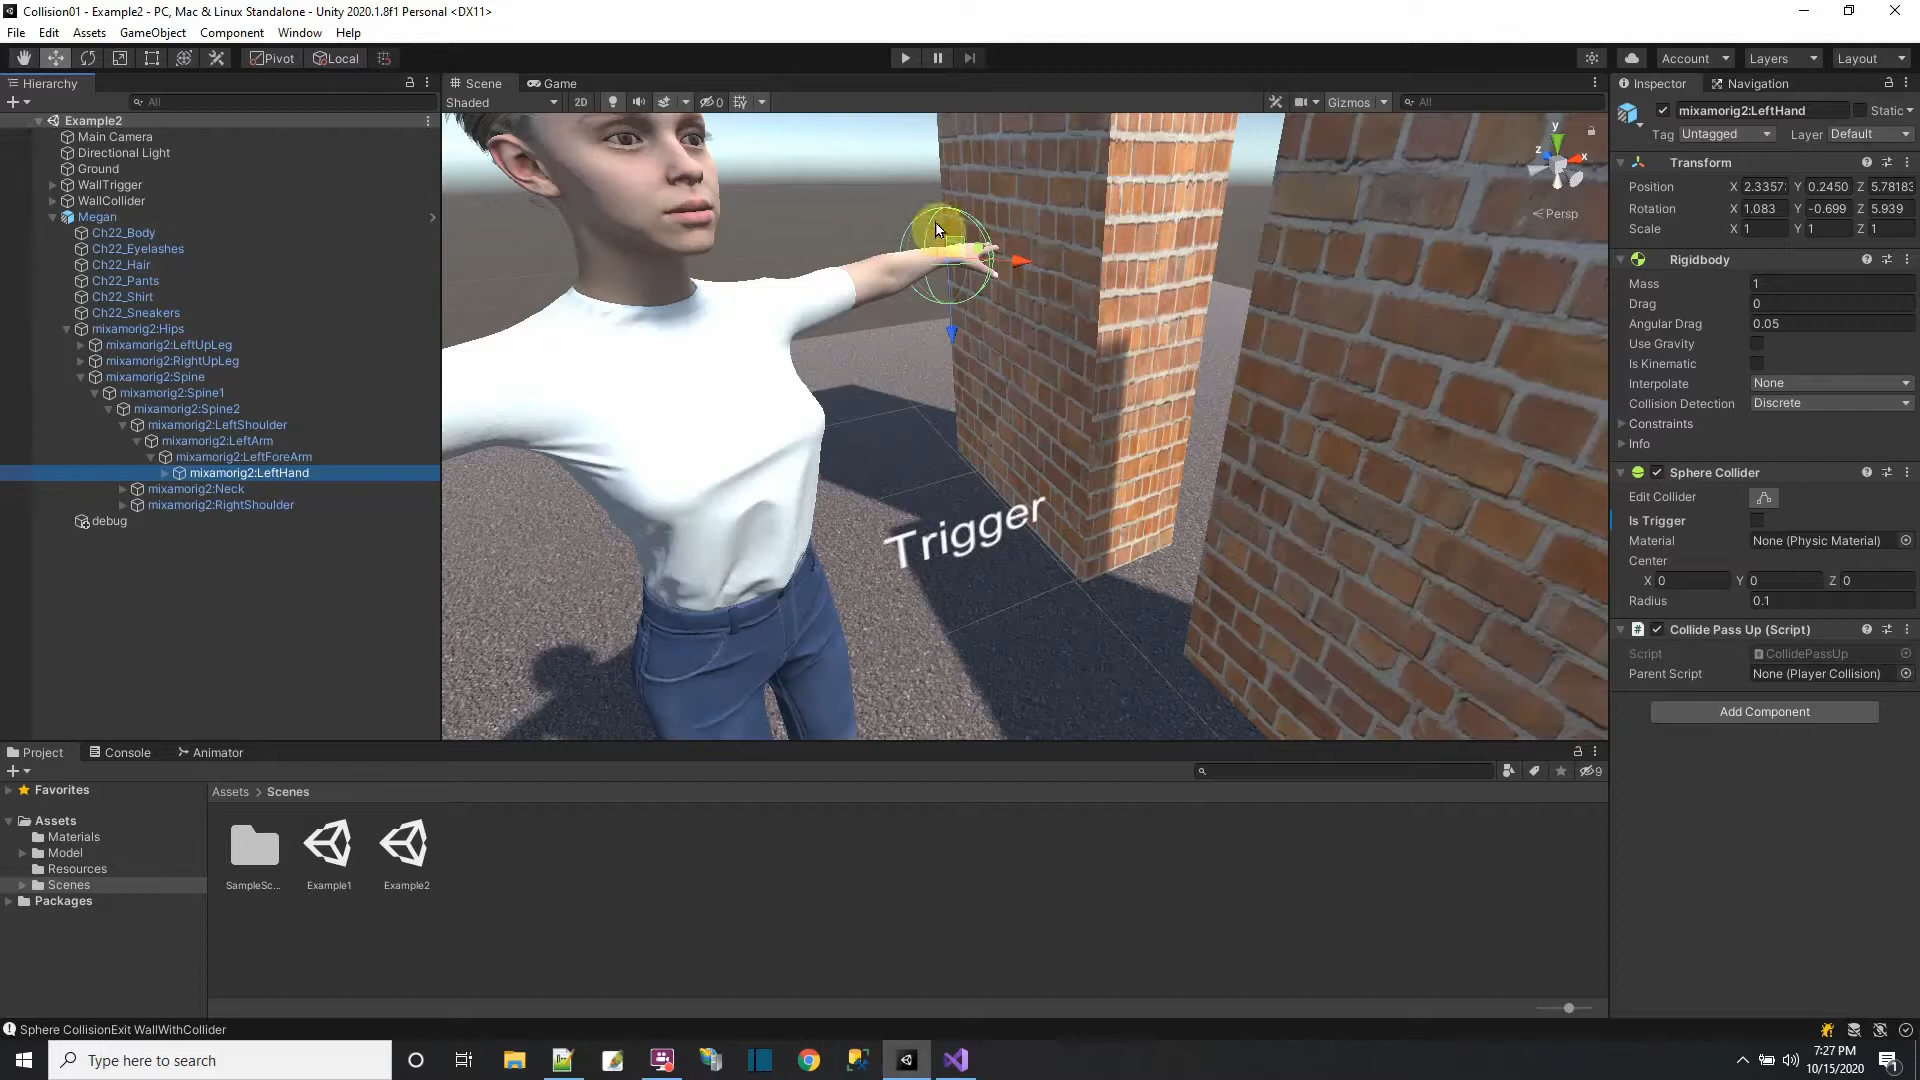 Collision01 - Example2 - PC, Mac & Linux Standalone - Unity 2020.1.8f1 Personal <DX11>
File Edit Assets GameObject Component Window Help
Pivot Local Account Layers Layout
Hierarchy
All
Example2
Main Camera
Directional Light
Ground
WallTrigger
WallCollider
Megan
Ch22_Body
Ch22_Eyelashes
Ch22_Hair
Ch22_Pants
Ch22_Shirt
Ch22_Sneakers
mixamorig2:Hips
mixamorig2:LeftUpLeg
mixamorig2:RightUpLeg
mixamorig2:Spine
mixamorig2:Spine1
mixamorig2:Spine2
mixamorig2:LeftShoulder
mixamorig2:LeftArm
mixamorig2:LeftForeArm
mixamorig2:LeftHand
mixamorig2:Neck
mixamorig2:RightShoulder
debug
Scene Game
Shaded 2D 0 Gizmos All
y
z x
Persp
Trigger
Inspector Navigation
mixamorig2:LeftHand Static
Tag Untagged Layer Default
Transform
Position X 2.3357 Y 0.2450 Z 5.7818
Rotation X 1.083 Y -0.699 Z 5.939
Scale X 1 Y 1 Z 1
Rigidbody
Mass 1
Drag 0
Angular Drag 0.05
Use Gravity
Is Kinematic
Interpolate None
Collision Detection Discrete
Constraints
Info
Sphere Collider
Edit Collider
Is Trigger
Material None (Physic Material)
Center
X 0 Y 0 Z 0
Radius 0.1
Collide Pass Up (Script)
Script CollidePassUp
Parent Script None (Player Collision)
Add Component
Project Console Animator
9
Favorites
Assets
Materials
Model
Resources
Scenes
Packages
Assets > Scenes
SampleSc... Example1 Example2
Sphere CollisionExit WallWithCollider
Type here to search
7:27 PM
10/15/2020
1